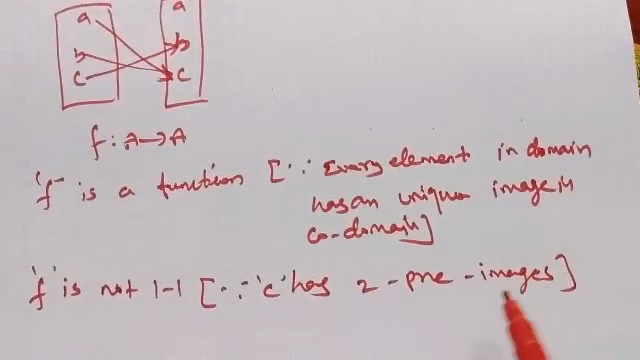 a a
b b
c c
f : A → A
'f' is a function [∵ Every element in domain
has an unique image in
co-domain]
'f' is not 1-1 [∵ 'c' has 2-pre-images]